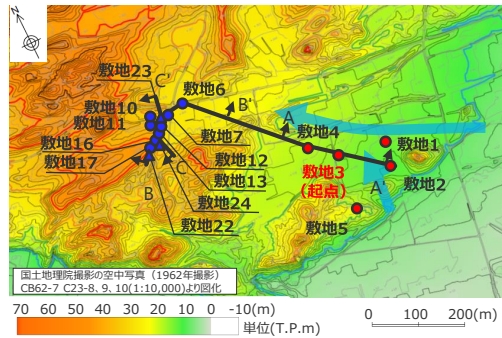 敷地23
C'
敷地6
敷地10
B'
敷地11
A
敷地4
敷地1
敷地16
敷地7
敷地3
(起点)
敷地17
敷地12
A'
敷地2
敷地13
B
C
敷地24
敷地5
敷地22
国土地理院撮影の空中写真(1962年撮影)
CB62-7 C23-8、9、10(1:10,000)より図化
70 60 50 40 30 20 10 0 -10(m)
単位(T.P.m)
0 100 200(m)